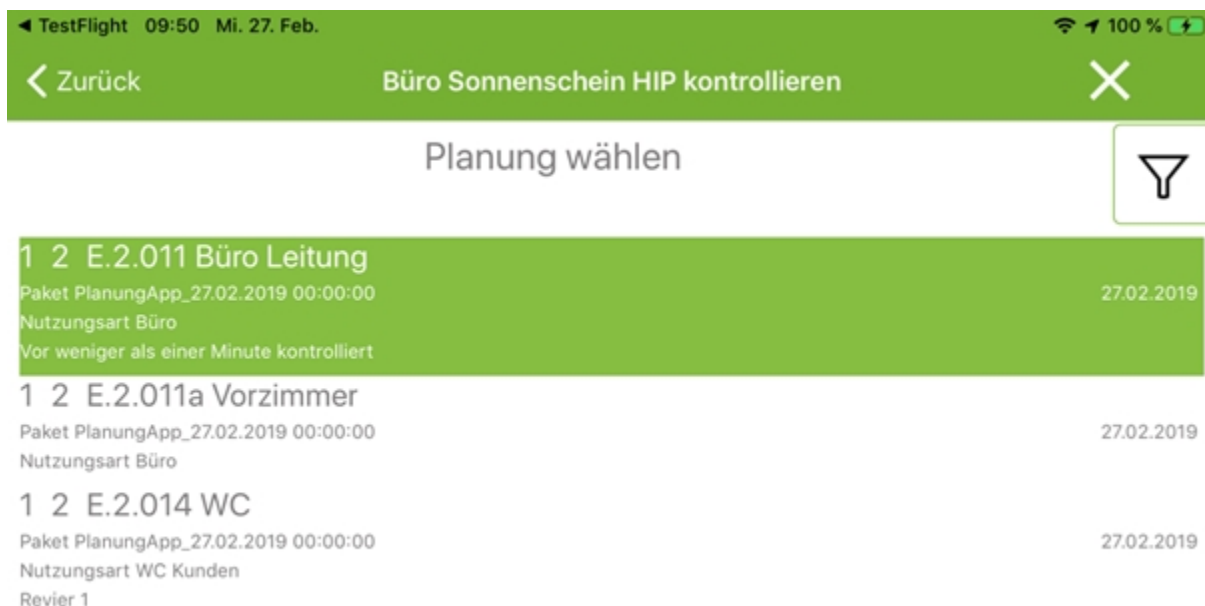 ◀ TestFlight 09:50 Mi. 27. Feb. 100 %
Zurück Büro Sonnenschein HIP kontrollieren
Planung wählen
1 2 E.2.011 Büro Leitung
Paket PlanungApp_27.02.2019 00:00:00 27.02.2019
Nutzungsart Büro
Vor weniger als einer Minute kontrolliert
1 2 E.2.011a Vorzimmer
Paket PlanungApp_27.02.2019 00:00:00 27.02.2019
Nutzungsart Büro
1 2 E.2.014 WC
Paket PlanungApp_27.02.2019 00:00:00 27.02.2019
Nutzungsart WC Kunden
Revier 1